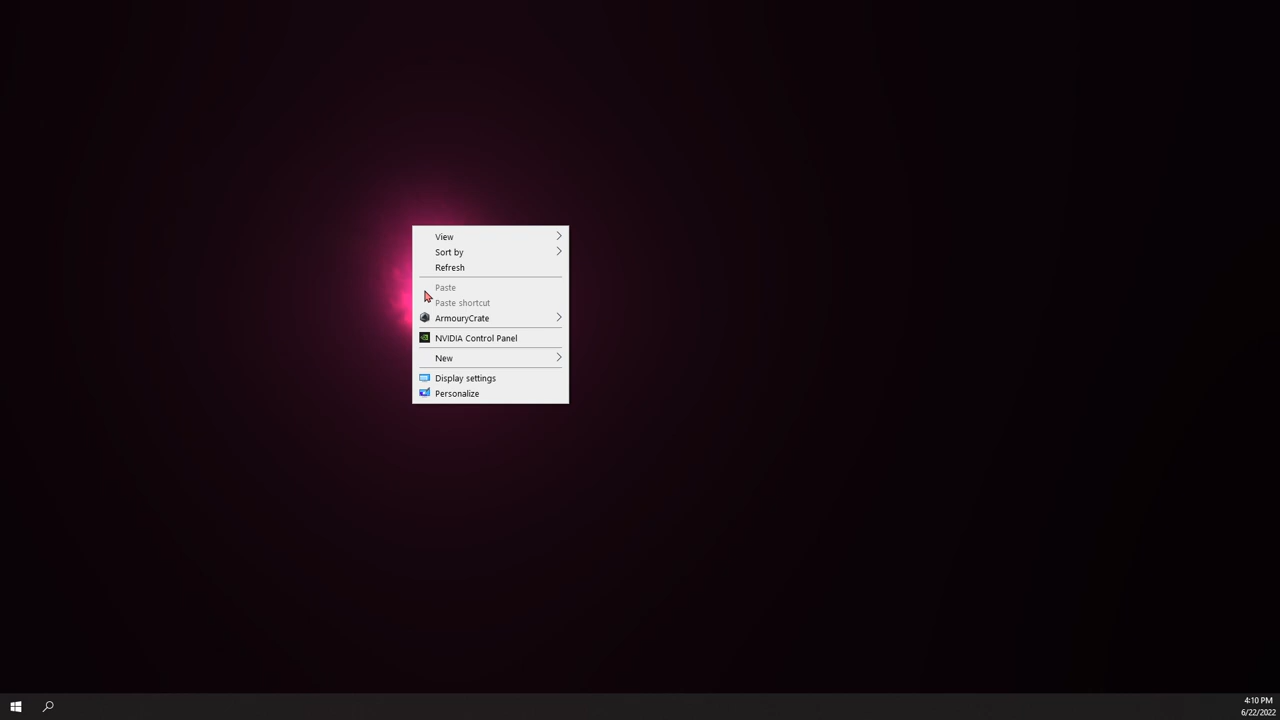 View
Sort by
Refresh
Paste
Paste shortcut
ArmouryCrate
NVIDIA Control Panel
New
Display settings
Personalize
4:10 PM
6/22/2022